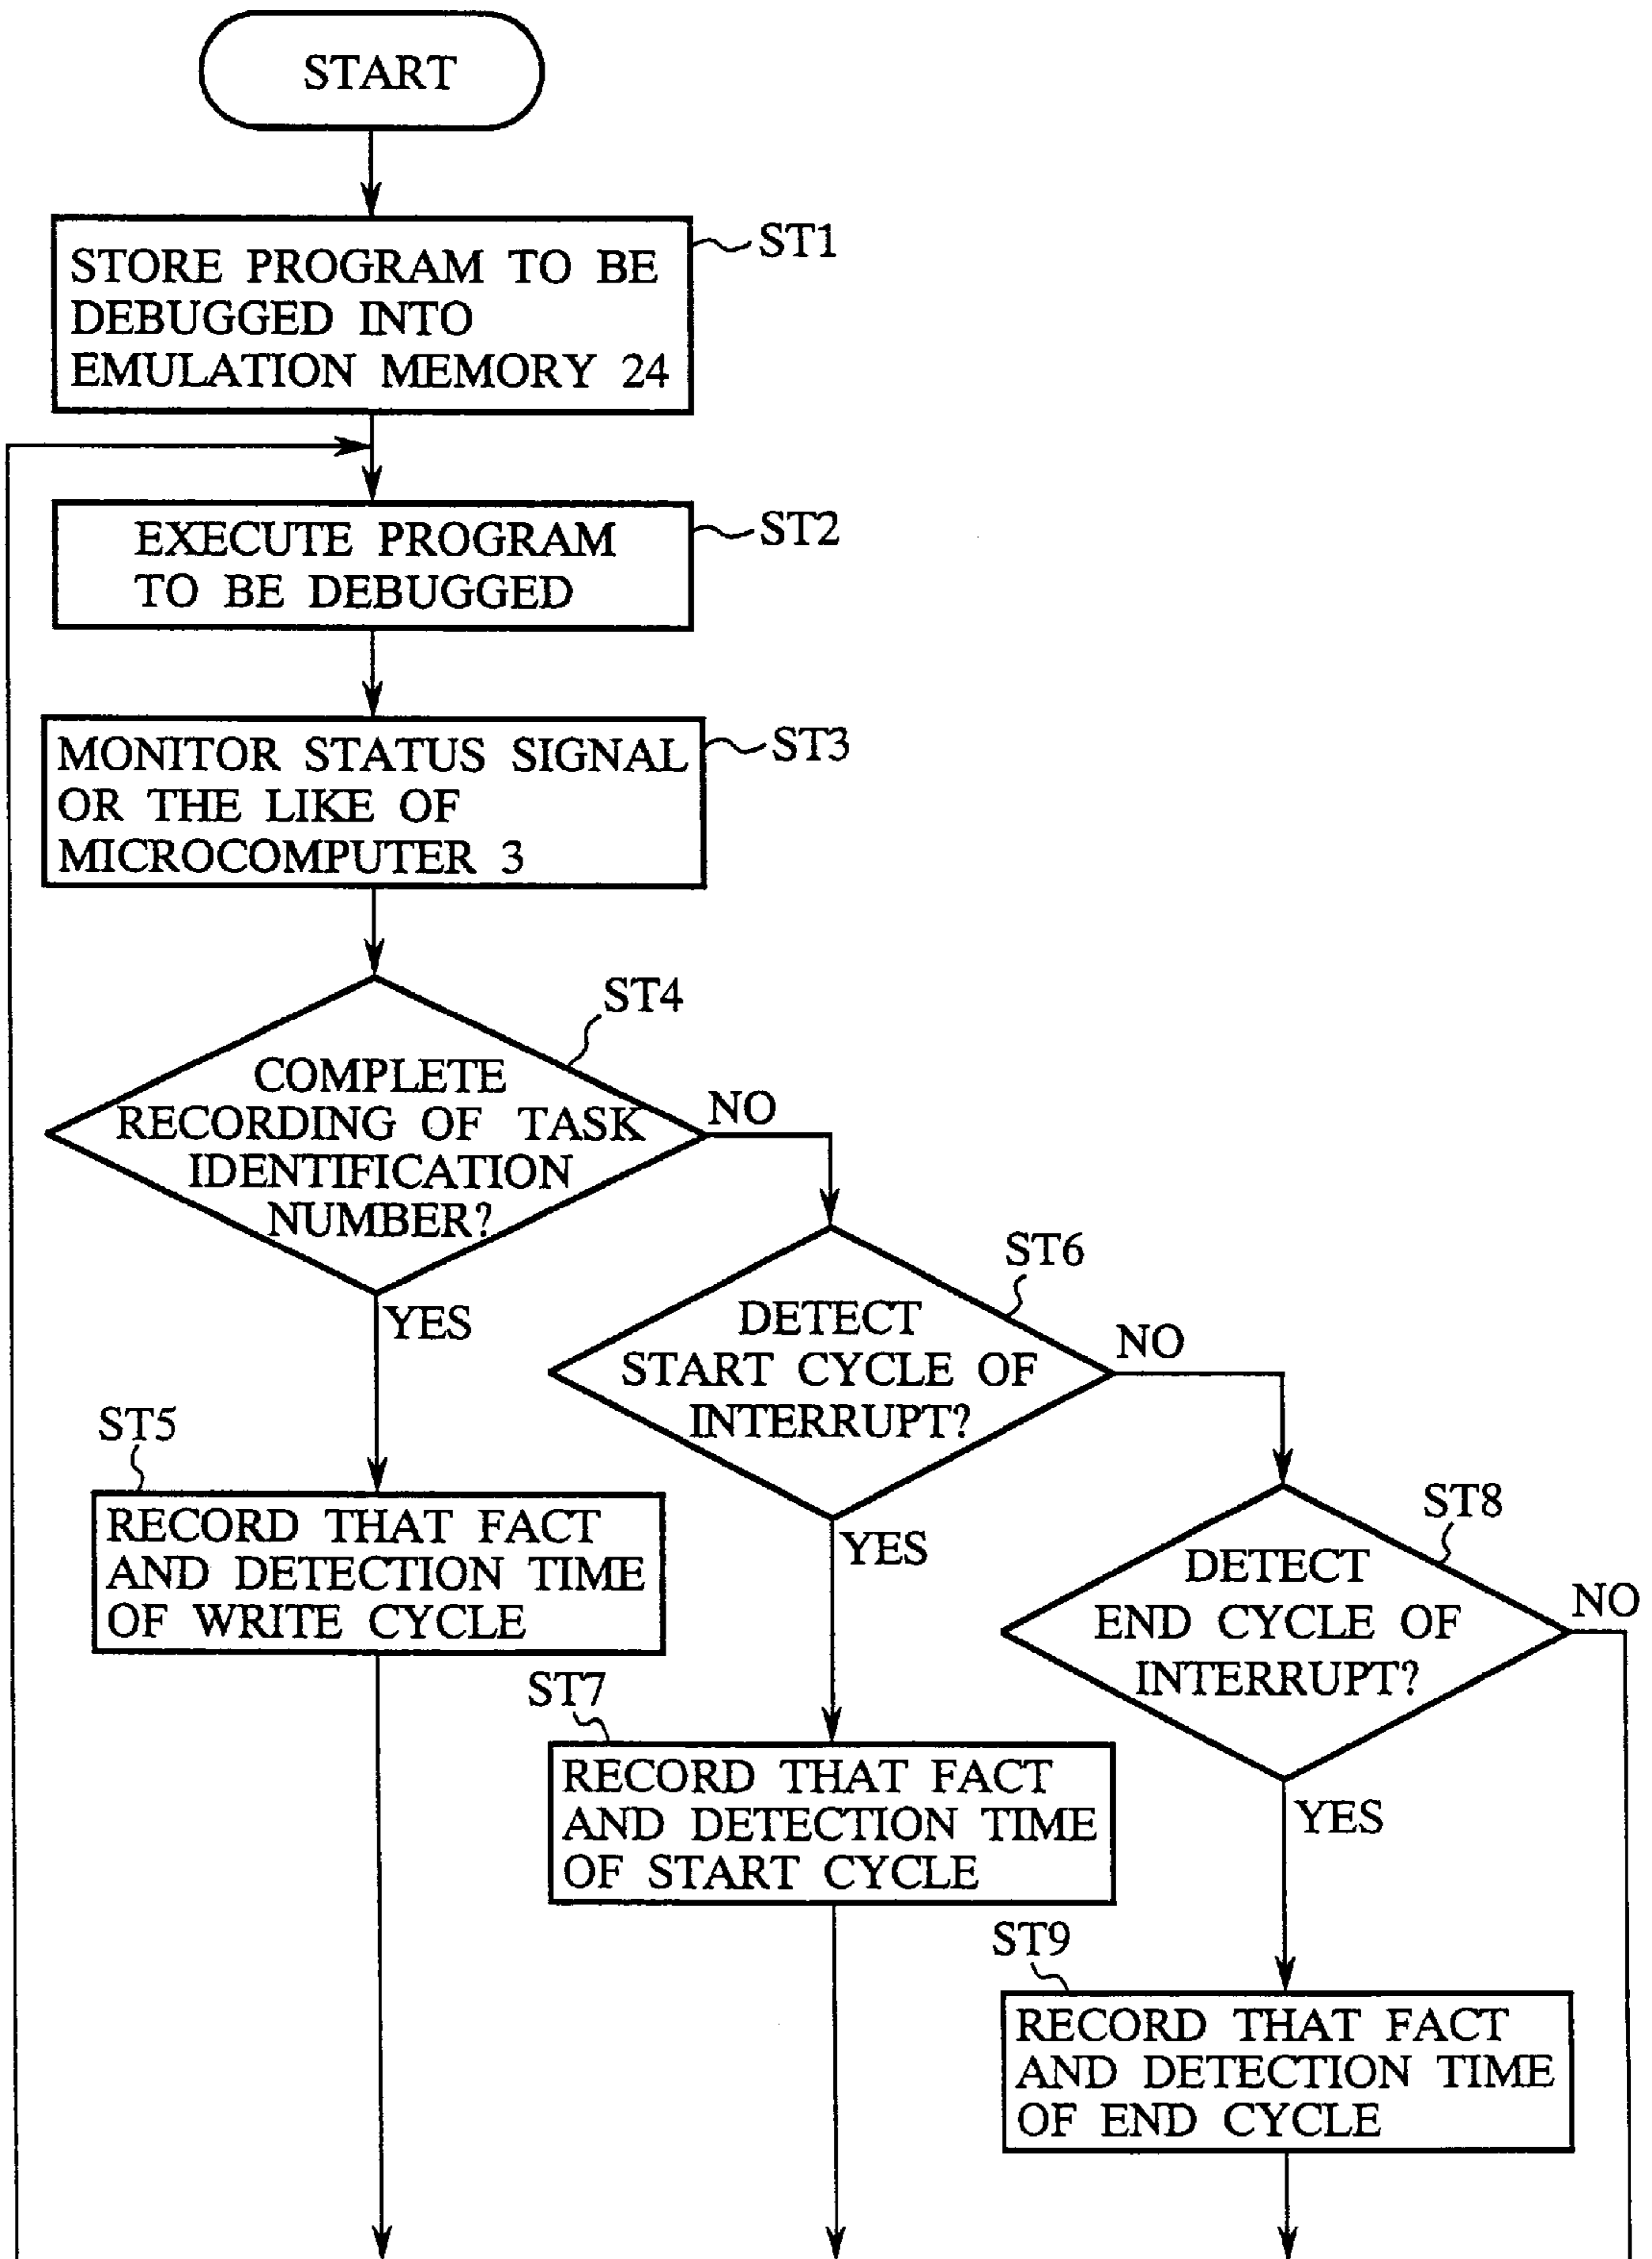 START
ST1
STORE PROGRAM TO BE
DEBUGGED INTO
EMULATION MEMORY 24
ST2
EXECUTE PROGRAM
TO BE DEBUGGED
ST3
MONITOR STATUS SIGNAL
OR THE LIKE OF
MICROCOMPUTER 3
ST4
COMPLETE
RECORDING OF TASK
IDENTIFICATION
NUMBER?
NO
YES
ST6
DETECT
START CYCLE OF
INTERRUPT?
NO
YES
ST5
RECORD THAT FACT
AND DETECTION TIME
OF WRITE CYCLE
ST8
DETECT
END CYCLE OF
INTERRUPT?
NO
YES
ST7
RECORD THAT FACT
AND DETECTION TIME
OF START CYCLE
ST9
RECORD THAT FACT
AND DETECTION TIME
OF END CYCLE